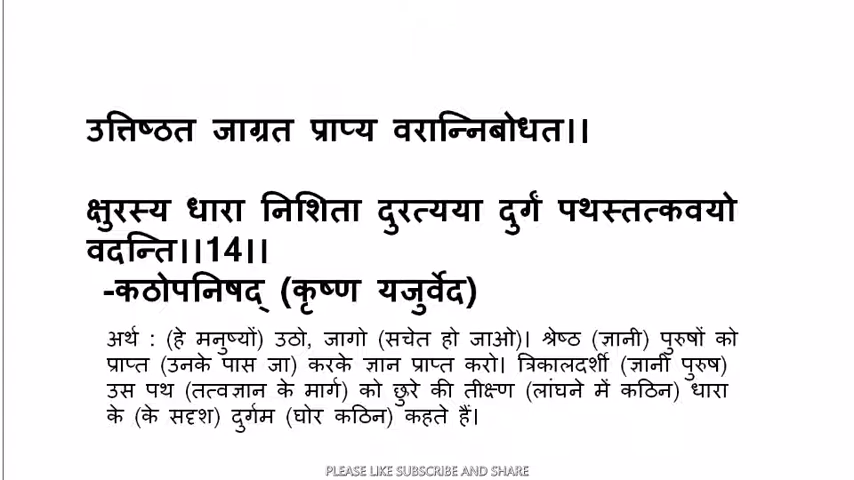 उत्तिष्ठत जाग्रत प्राप्य वरान्निबोधत।।
क्षुरस्य धारा निशिता दुरत्यया दुर्गं पथस्तत्कवयो
वदन्ति।।14।।
-कठोपनिषद् (कृष्ण यजुर्वेद)
अर्थ : (हे मनुष्यों) उठो, जागो (सचेत हो जाओ)। श्रेष्ठ (ज्ञानी) पुरुषों को
प्राप्त (उनके पास जा) करके ज्ञान प्राप्त करो। त्रिकालदर्शी (ज्ञानी पुरुष)
उस पथ (तत्वज्ञान के मार्ग) को छुरे की तीक्ष्ण (लांघने में कठिन) धारा
के (के सदृश) दुर्गम (घोर कठिन) कहते हैं।
PLEASE LIKE SUBSCRIBE AND SHARE